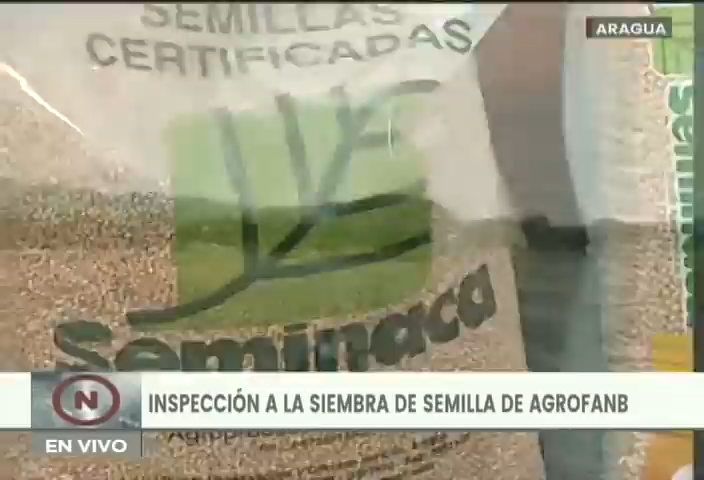 SEMILLAS
CERTIFICADAS
ARAGUA
Seminaca
INSPECCIÓN A LA SIEMBRA DE SEMILLA DE AGROFANB
N
EN VIVO